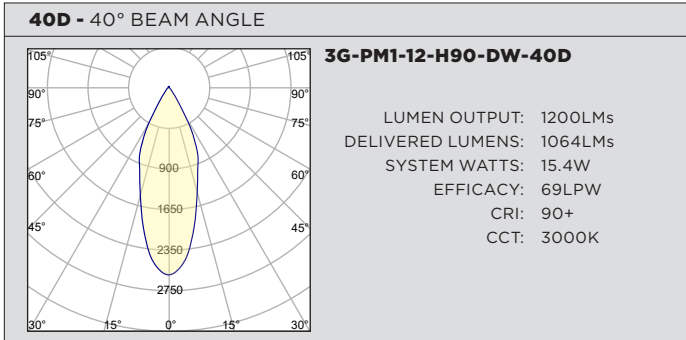 40D - 40° BEAM ANGLE
3G-PM1-12-H90-DW-40D
LUMEN OUTPUT: 1200LMs
DELIVERED LUMENS: 1064LMs
SYSTEM WATTS: 15.4W
EFFICACY: 69LPW
CRI: 90+
CCT: 3000K
105° 105°
90° 90°
75° 75°
60° 60°
900
1650
45° 45°
2350
2750
30° 15° 0° 15° 30°